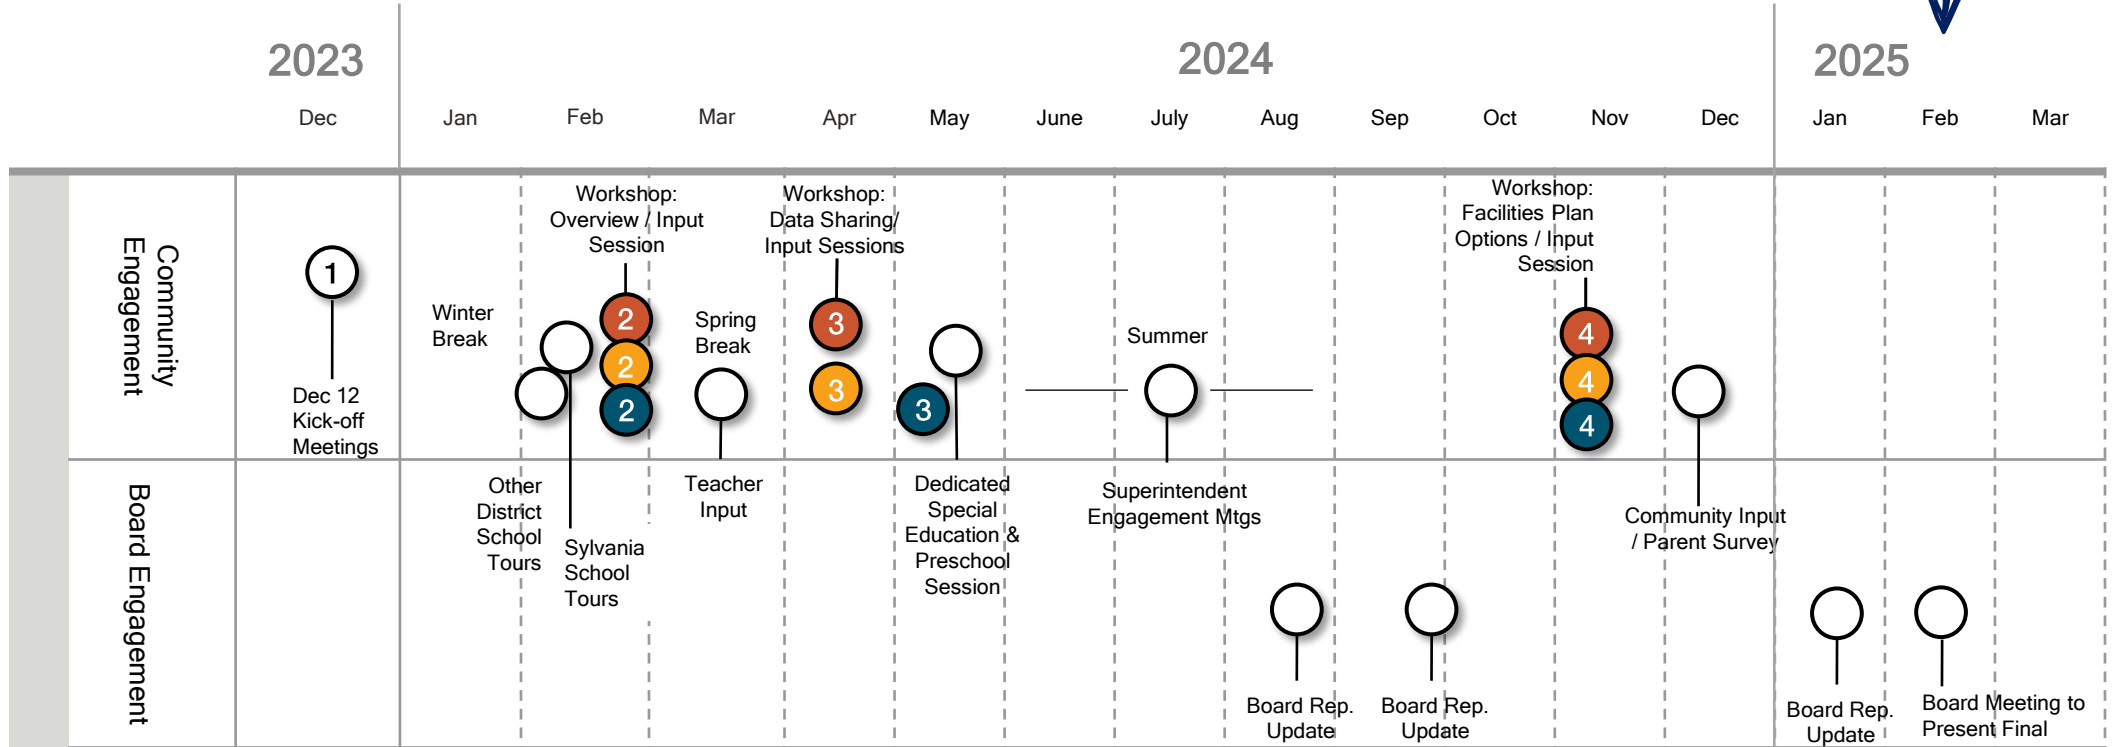 2023
2024
2025
Dec
Jan
Feb
Mar
Apr
May
June
July
Aug
Sep
Oct
Nov
Dec
Jan
Feb
Mar
Community
Engagement
1
Dec 12
Kick-off
Meetings
Winter
Break
Workshop:
Overview / Input
Session
2
2
2
Other
District
School
Tours
Sylvania
School
Tours
Spring
Break
Teacher
Input
Workshop:
Data Sharing/
Input Sessions
3
3
3
Dedicated
Special
Education &
Preschool
Session
Summer
Superintendent
Engagement Mtgs
Workshop:
Facilities Plan
Options / Input
Session
4
4
4
Community Input
/ Parent Survey
Board Engagement
Board Rep.
Update
Board Rep.
Update
Board Rep.
Update
Board Meeting to
Present Final